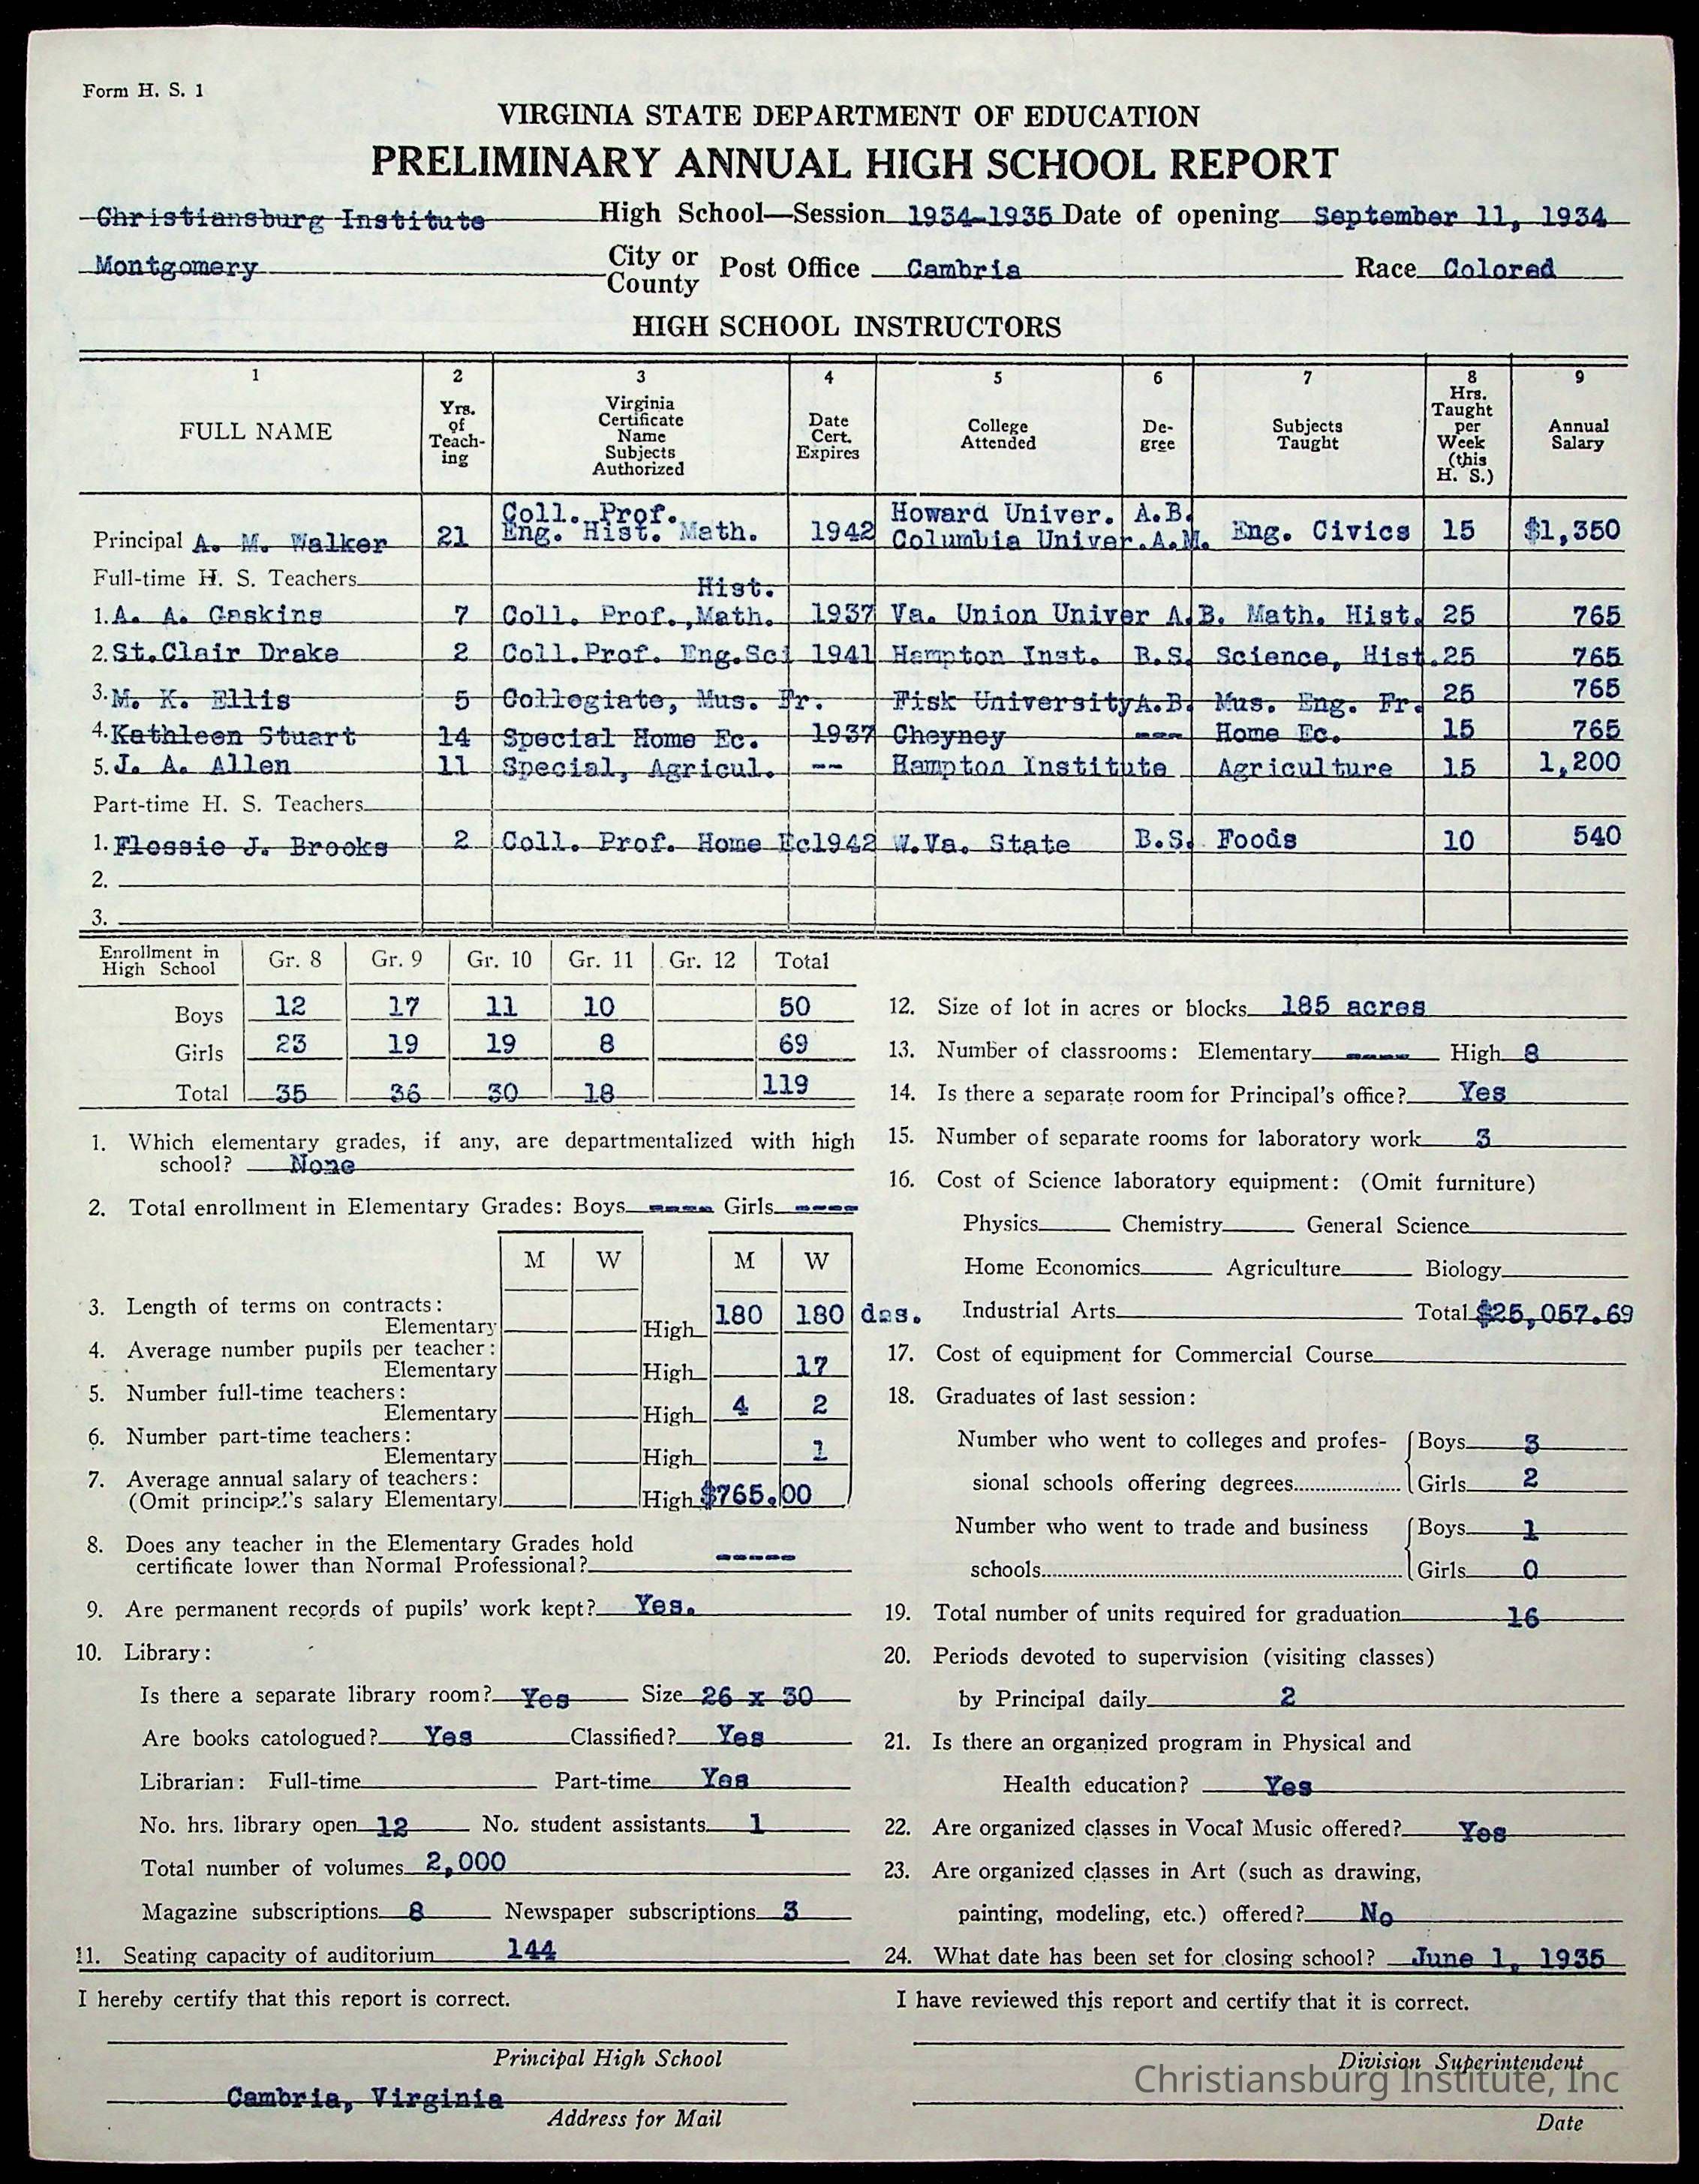 Form H. S. 1
VIRGINIA STATE DEPARTMENT OF EDUCATION
PRELIMINARY ANNUAL HIGH SCHOOL REPORT
Christiansburg Institute High School—Session 1934-1935 Date of opening September 11, 1934
Montgomery City or County Post Office Cambria Race Colored
HIGH SCHOOL INSTRUCTORS
1 2 3 4 5 6 7 8 9
FULL NAME Yrs. of Teach-ing Virginia Certificate Name Subjects Authorized Date Cert. Expires College Attended De-gree Subjects Taught Hrs. Taught per Week (this H. S.) Annual Salary
Principal A. M. Walker 21 Coll. Prof. Eng. Hist. Math. 1942 Howard Univer. A.B. Columbia Univer. A.M. Eng. Civics 15 $1,350
Full-time H. S. Teachers
1. A. A. Gaskins 7 Coll. Prof., Hist. Math. 1937 Va. Union Univer A.B. Math. Hist. 25 765
2. St.Clair Drake 2 Coll.Prof. Eng.Sci 1941 Hampton Inst. B.S. Science, Hist. 25 765
3. M. K. Ellis 5 Collegiate, Mus. Fr. Fisk University A.B. Mus. Eng. Fr. 25 765
4. Kathleen Stuart 14 Special Home Ec. 1937 Cheyney ---- Home Ec. 15 765
5. J. A. Allen 11 Special, Agricul. -- Hampton Institute Agriculture 15 1,200
Part-time H. S. Teachers
1. Flossie J. Brooks 2 Coll. Prof. Home Ec 1942 W.Va. State B.S. Foods 10 540
2.
3.
Enrollment in High School Gr. 8 Gr. 9 Gr. 10 Gr. 11 Gr. 12 Total
Boys 12 17 11 10 50
Girls 23 19 19 8 69
Total 35 36 30 18 119
1. Which elementary grades, if any, are departmentalized with high
school? None
2. Total enrollment in Elementary Grades: Boys ---- Girls ----
M W M W
3. Length of terms on contracts:
Elementary High 180 180 das.
4. Average number pupils per teacher:
Elementary High 17
5. Number full-time teachers:
Elementary High 4 2
6. Number part-time teachers:
Elementary High 1
7. Average annual salary of teachers:
(Omit principal's salary Elementary High $765.00
8. Does any teacher in the Elementary Grades hold
certificate lower than Normal Professional? -----
9. Are permanent records of pupils' work kept? Yes.
10. Library:
Is there a separate library room? Yes Size 26 x 30
Are books catologued? Yes Classified? Yes
Librarian: Full-time Part-time Yes
No. hrs. library open 12 No. student assistants 1
Total number of volumes 2,000
Magazine subscriptions 8 Newspaper subscriptions 3
11. Seating capacity of auditorium 144
12. Size of lot in acres or blocks 185 acres
13. Number of classrooms: Elementary ---- High 8
14. Is there a separate room for Principal's office? Yes
15. Number of separate rooms for laboratory work 3
16. Cost of Science laboratory equipment: (Omit furniture)
Physics Chemistry General Science
Home Economics Agriculture Biology
Industrial Arts Total $25,057.69
17. Cost of equipment for Commercial Course
18. Graduates of last session:
Number who went to colleges and profes- Boys 3
sional schools offering degrees Girls 2
Number who went to trade and business Boys 1
schools Girls 0
19. Total number of units required for graduation 16
20. Periods devoted to supervision (visiting classes)
by Principal daily 2
21. Is there an organized program in Physical and
Health education? Yes
22. Are organized classes in Vocal Music offered? Yes
23. Are organized classes in Art (such as drawing,
painting, modeling, etc.) offered? No
24. What date has been set for closing school? June 1, 1935
I hereby certify that this report is correct.
Principal High School
Cambria, Virginia
Address for Mail
I have reviewed this report and certify that it is correct.
Division Superintendent
Christiansburg Institute, Inc
Date